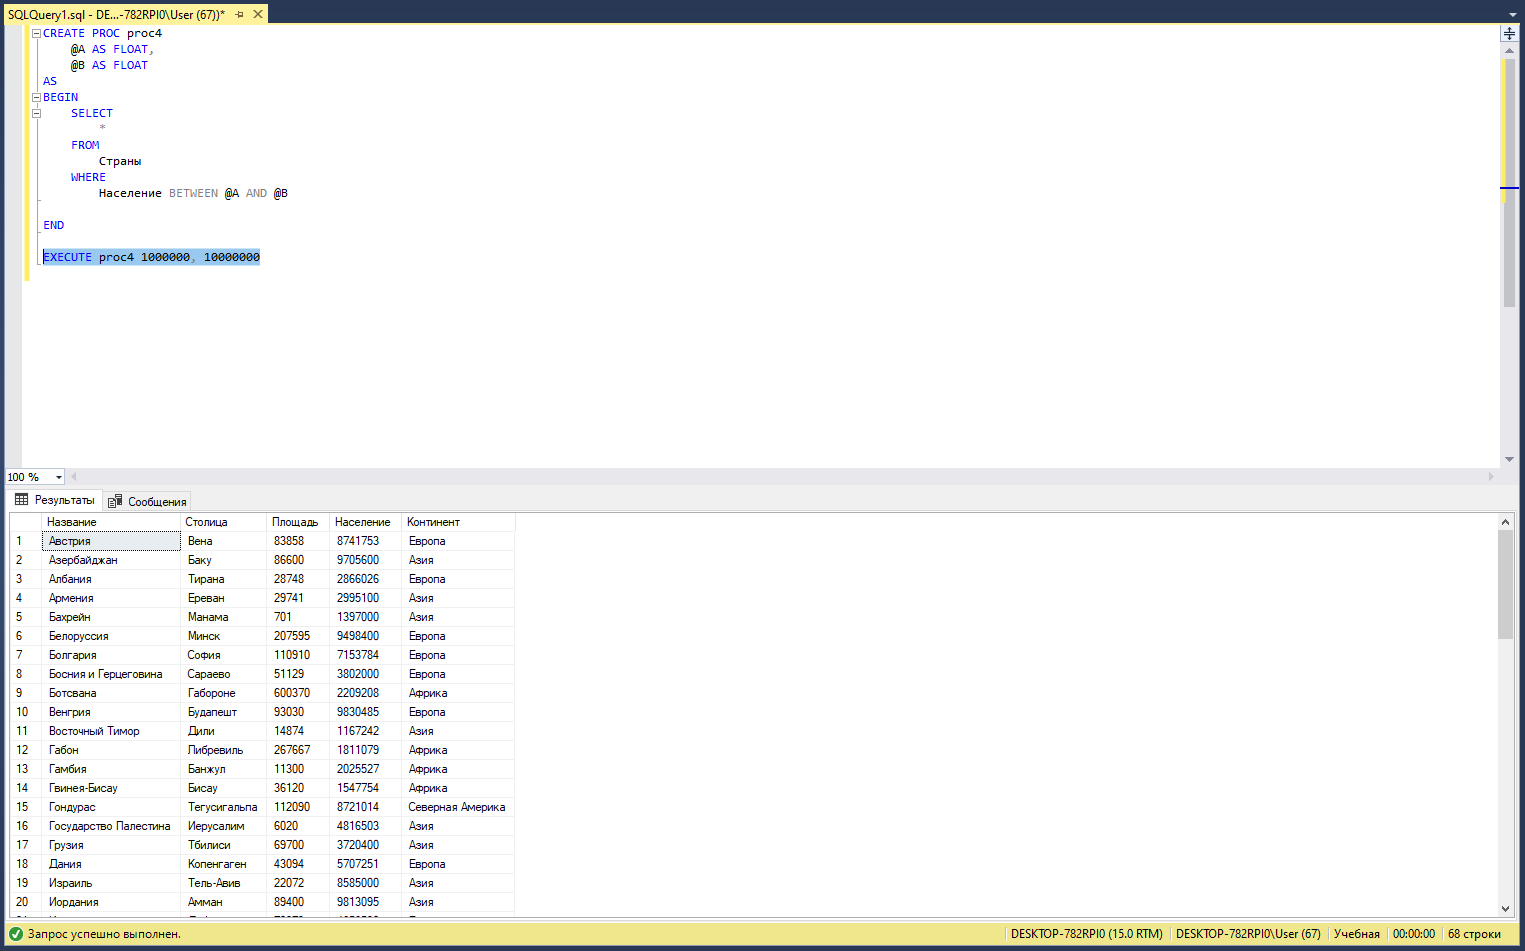 SQLQuery1.sql - DE...-782RPI0\User (67))*
CREATE PROC proc4
@A AS FLOAT,
@B AS FLOAT
AS
BEGIN
SELECT
*
FROM
Страны
WHERE
Население BETWEEN @A AND @B
END
EXECUTE proc4 1000000, 10000000
100 %
Результаты Сообщения
Название Столица Площадь Население Континент
1 Австрия Вена 83858 8741753 Европа
2 Азербайджан Баку 86600 9705600 Азия
3 Албания Тирана 28748 2866026 Европа
4 Армения Ереван 29741 2995100 Азия
5 Бахрейн Манама 701 1397000 Азия
6 Белоруссия Минск 207595 9498400 Европа
7 Болгария София 110910 7153784 Европа
8 Босния и Герцеговина Сараево 51129 3802000 Европа
9 Ботсвана Габороне 600370 2209208 Африка
10 Венгрия Будапешт 93030 9830485 Европа
11 Восточный Тимор Дили 14874 1167242 Азия
12 Габон Либревиль 267667 1811079 Африка
13 Гамбия Банжул 11300 2025527 Африка
14 Гвинея-Бисау Бисау 36120 1547754 Африка
15 Гондурас Тегусигальпа 112090 8721014 Северная Америка
16 Государство Палестина Иерусалим 6020 4816503 Азия
17 Грузия Тбилиси 69700 3720400 Азия
18 Дания Копенгаген 43094 5707251 Европа
19 Израиль Тель-Авив 22072 8585000 Азия
20 Иордания Амман 89400 9813095 Азия
Запрос успешно выполнен. DESKTOP-782RPI0 (15.0 RTM) DESKTOP-782RPI0\User (67) Учебная 00:00:00 68 строки